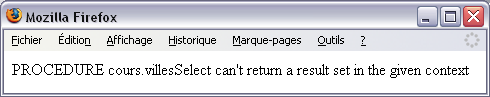 Mozilla Firefox
Fichier Édition Affichage Historique Marque-pages Outils ?
PROCEDURE cours.villesSelect can't return a result set in the given context